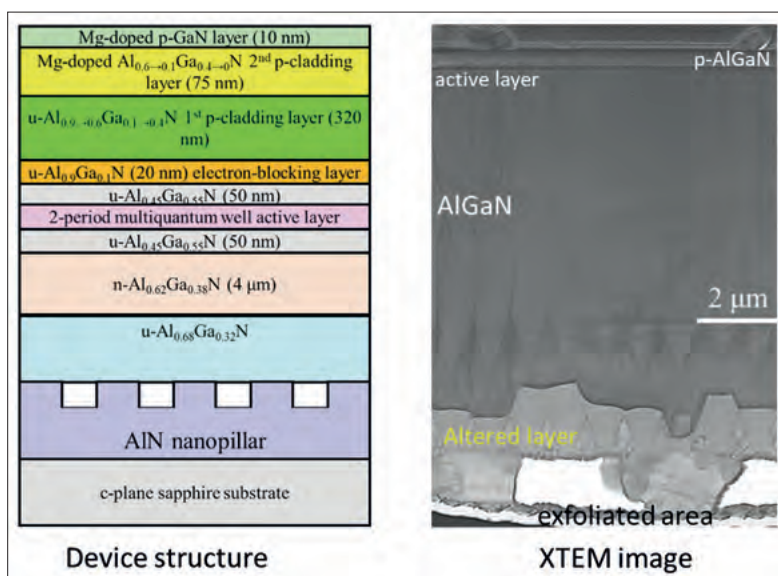 Mg-doped p-GaN layer (10 nm)
Mg-doped Al0.6→0.1Ga0.4→0N 2nd p-cladding
layer (75 nm)
u-Al0.9→0.6Ga0.1→0.4N 1st p-cladding layer (320
nm)
u-Al0.9Ga0.1N (20 nm) electron-blocking layer
u-Al0.45Ga0.55N (50 nm)
2-period multiquantum well active layer
u-Al0.45Ga0.55N (50 nm)
n-Al0.62Ga0.38N (4 μm)
u-Al0.68Ga0.32N
AlN nanopillar
c-plane sapphire substrate
Device structure
p-AlGaN
active layer
AlGaN
2 μm
Altered layer
exfoliated area
XTEM image